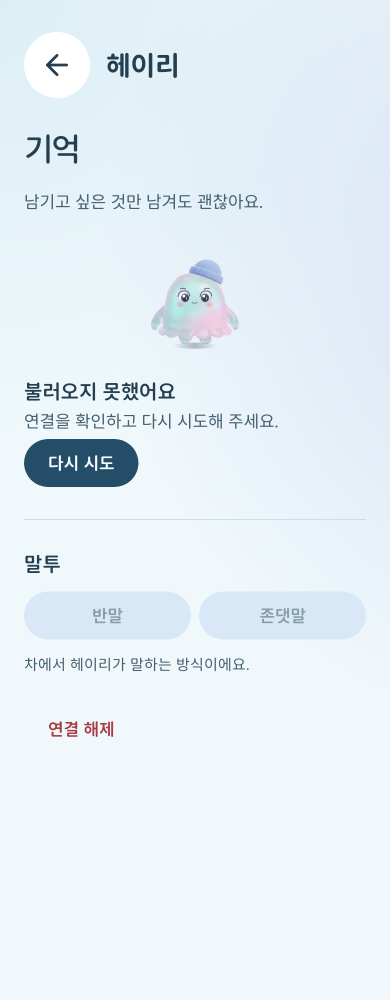 헤이리
기억
남기고 싶은 것만 남겨도 괜찮아요.
불러오지 못했어요
연결을 확인하고 다시 시도해 주세요.
다시 시도
말투
반말 존댓말
차에서 헤이리가 말하는 방식이에요.
연결 해제